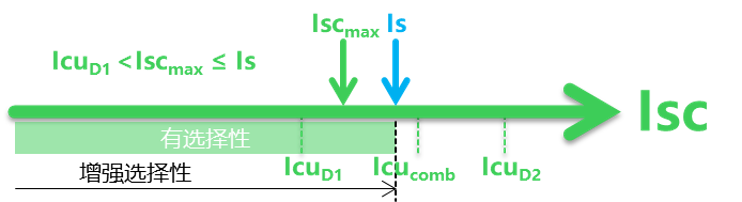 Isc_max Is
Icu_D1 <Isc_max ≤ Is
Isc
有选择性
增强选择性
Icu_D1 Icu_comb Icu_D2